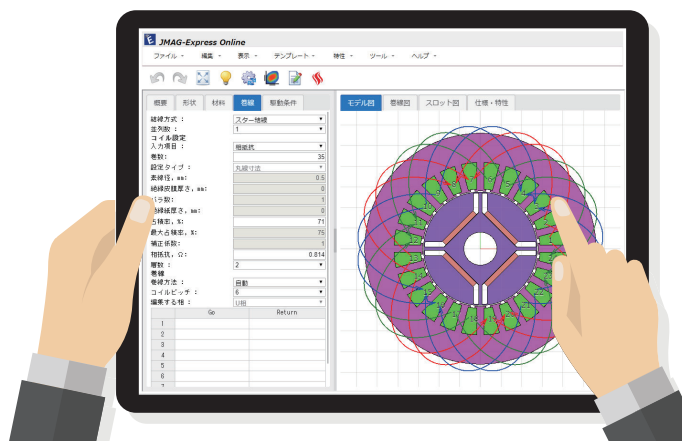 JMAG-Express Online
ファイル 編集 表示 テンプレート 特性 ツール ヘルプ
概要 形状 材料 巻線 駆動条件
モデル図 巻線図 スロット図 仕様・特性
結線方式 : スター結線
並列数 : 1
コイル設定
入力項目 : 相抵抗
巻数: 35
設定タイプ : 丸線寸法
素線径, mm: 0.5
絶縁皮膜厚さ, mm: 0
パラ数: 1
絶縁紙厚さ, mm: 0
占積率, %: 71
最大占積率, %: 75
補正係数: 1
相抵抗, Ω: 0.814
層数 : 2
巻線
巻線方法 : 自動
コイルピッチ : 6
編集する相 : U相
Go Return
1
2
3
4
5
6
7